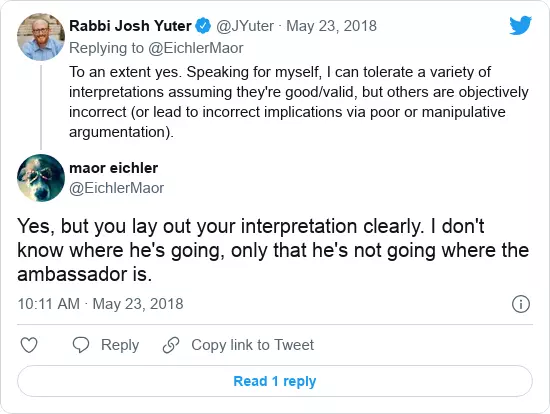 Rabbi Josh Yuter @JYuter · May 23, 2018
Replying to @EichlerMaor
To an extent yes. Speaking for myself, I can tolerate a variety of
interpretations assuming they're good/valid, but others are objectively
incorrect (or lead to incorrect implications via poor or manipulative
argumentation).
maor eichler
@EichlerMaor
Yes, but you lay out your interpretation clearly. I don't
know where he's going, only that he's not going where the
ambassador is.
10:11 AM · May 23, 2018
Reply Copy link to Tweet
Read 1 reply